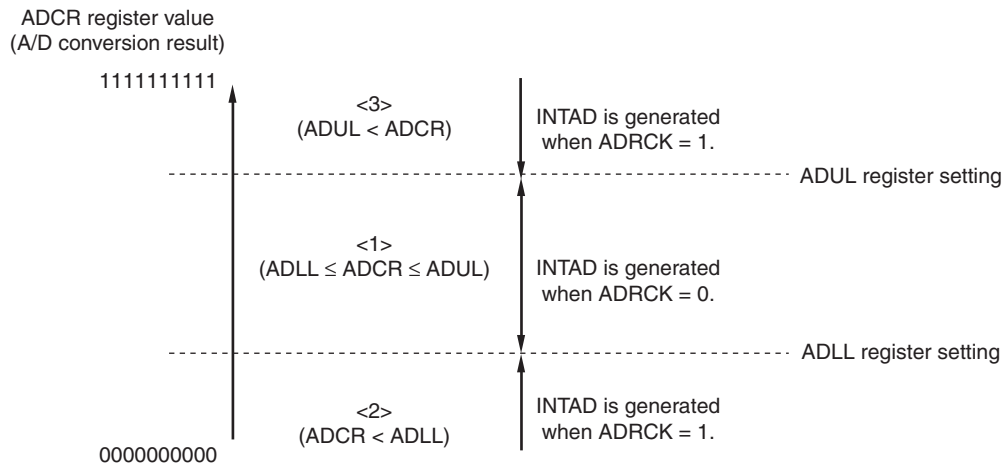 ADCR register value
(A/D conversion result)
1111111111
<3>
(ADUL < ADCR)
INTAD is generated
when ADRCK = 1.
ADUL register setting
<1>
(ADLL ≤ ADCR ≤ ADUL)
INTAD is generated
when ADRCK = 0.
ADLL register setting
<2>
(ADCR < ADLL)
INTAD is generated
when ADRCK = 1.
0000000000